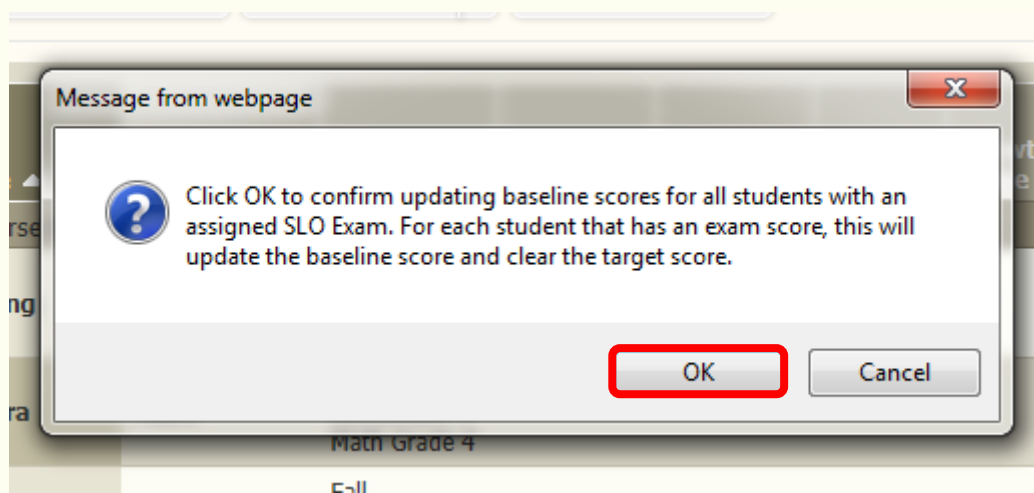 Message from webpage
Click OK to confirm updating baseline scores for all students with an
assigned SLO Exam. For each student that has an exam score, this will
update the baseline score and clear the target score.
OK
Cancel
Math Grade 4
Fall